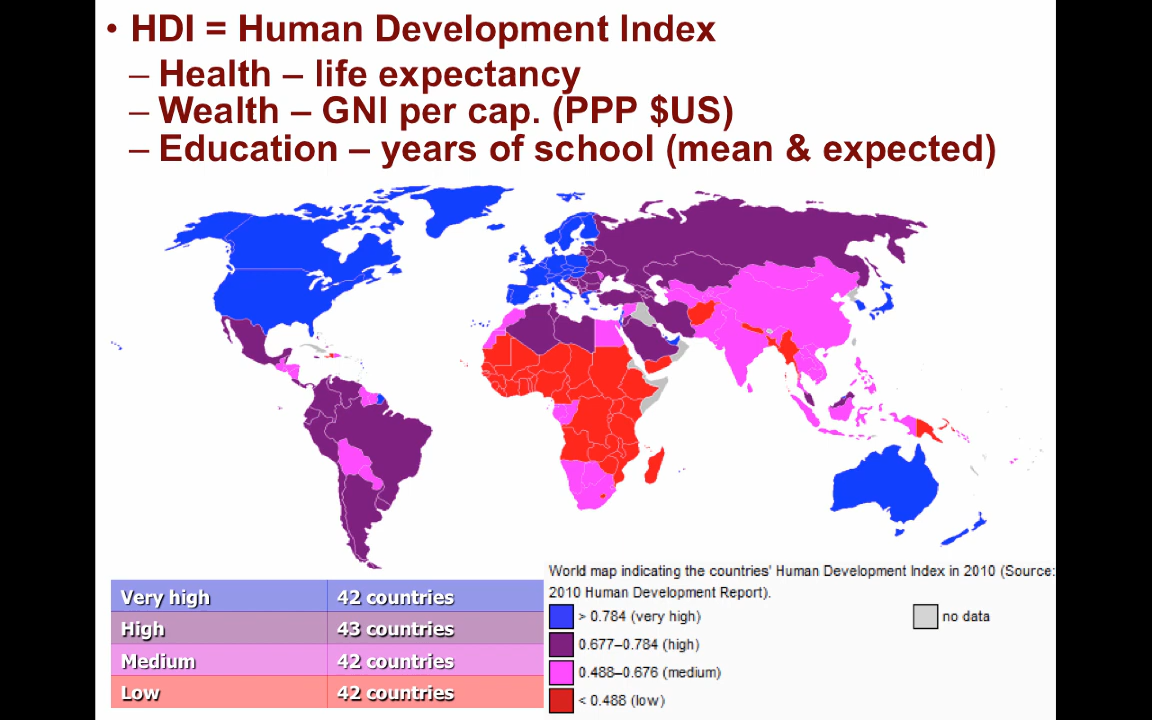 • HDI = Human Development Index
– Health – life expectancy
– Wealth – GNI per cap. (PPP $US)
– Education – years of school (mean & expected)
World map indicating the countries' Human Development Index in 2010 (Source:
2010 Human Development Report).
Very high 42 countries
High 43 countries
Medium 42 countries
Low 42 countries
> 0.784 (very high) no data
0.677–0.784 (high)
0.488–0.676 (medium)
< 0.488 (low)